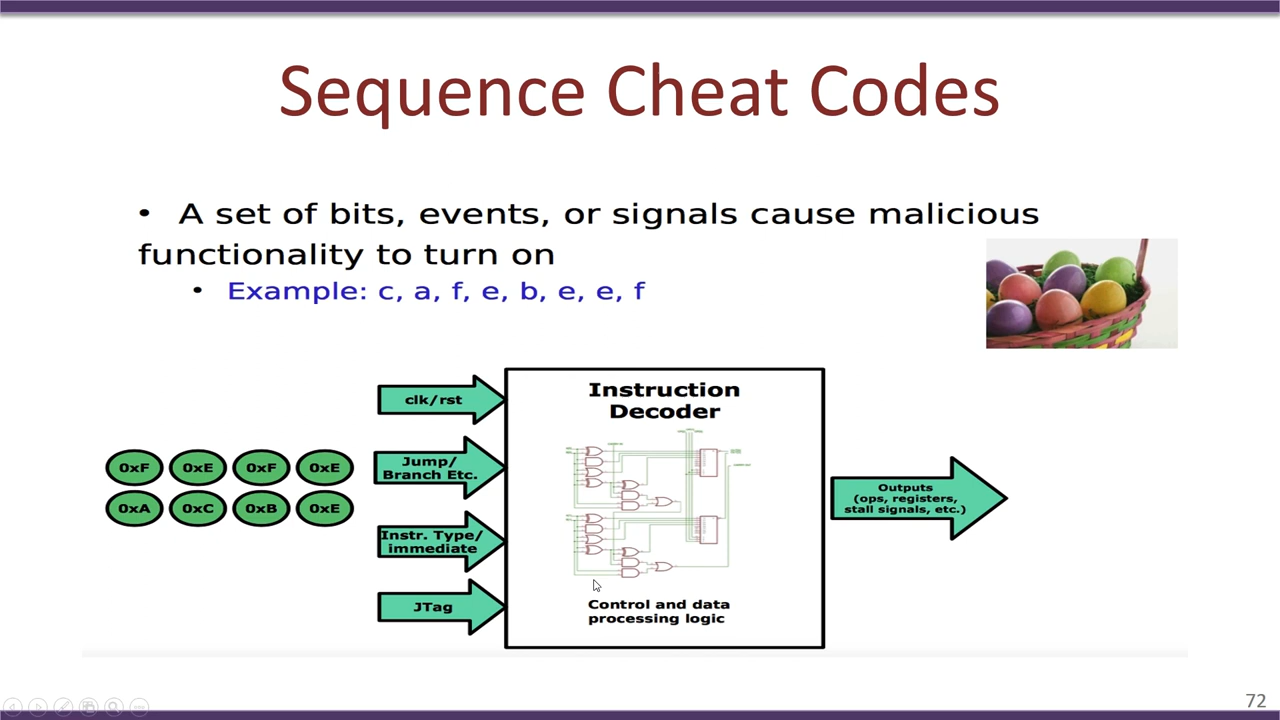 Sequence Cheat Codes
• A set of bits, events, or signals cause malicious
functionality to turn on
• Example: c, a, f, e, b, e, e, f
Instruction
Decoder
clk/rst
0xF 0xE 0xF 0xE
Jump/
Branch Etc.
0xA 0xC 0xB 0xE
Outputs
(ops, registers,
stall signals, etc.)
Instr. Type/
immediate
JTag
Control and data
processing logic
72